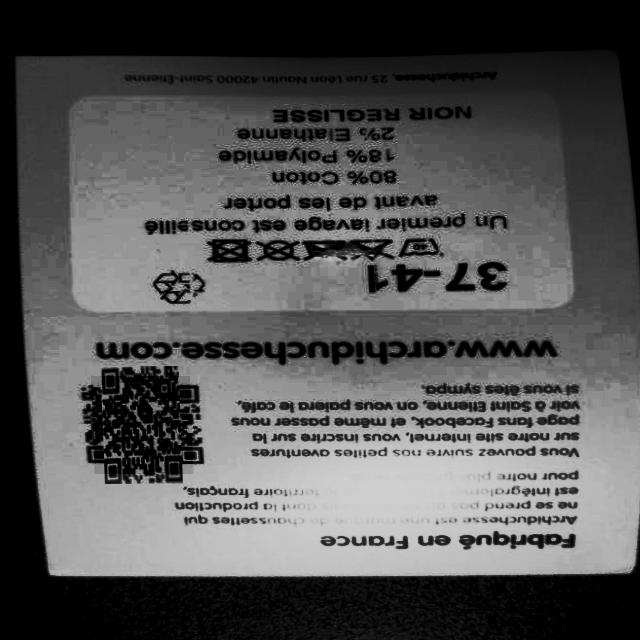 Fabriqué en France
Archiduchesse est une marque de chaussettes qui
ne se prend pas dont la production
est intégralement territoire français,
pour notre plus
Vous pouvez suivre nos petites aventures
sur notre site internet, vous inscrire sur la
page fans Facebook, et même passer nous
voir à Saint Etienne, on vous paiera le café,
si vous êtes sympa.
www.archiduchesse.com
37-41
Un premier lavage est conseillé
avant de les porter
80% Coton
18% Polyamide
2% Elathanne
NOIR REGLISSE
Archiduchesse, 25 rue Léon Nautin 42000 Saint-Etienne